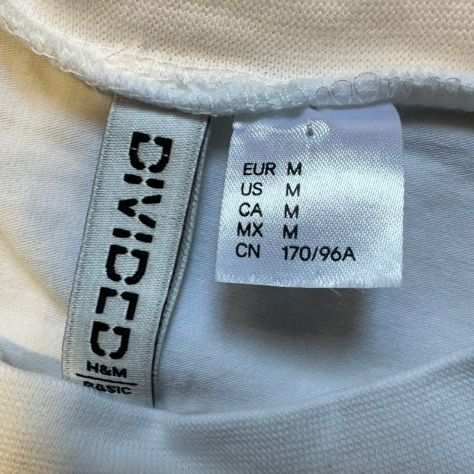 DIVIDED
H&M
BASIC
EUR M
US M
CA M
MX M
CN 170/96A